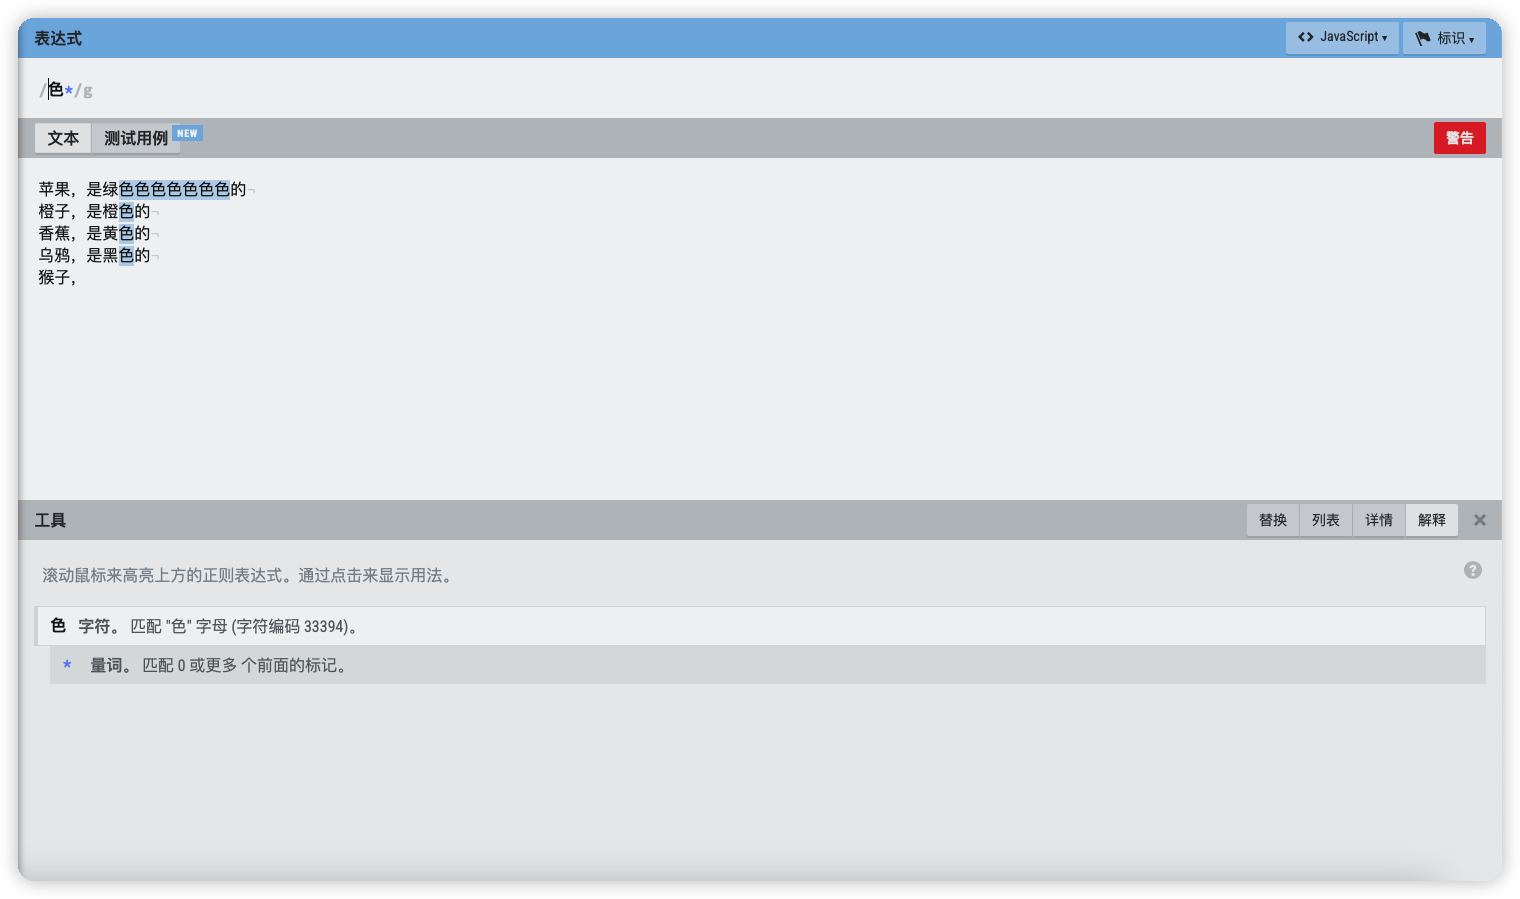 表达式
<> JavaScript ▾
标识 ▾
/色*/g
文本
测试用例
NEW
警告
苹果，是绿色色色色色色色的¬
橙子，是橙色的¬
香蕉，是黄色的¬
乌鸦，是黑色的¬
猴子，
工具
替换
列表
详情
解释
×
滚动鼠标来高亮上方的正则表达式。通过点击来显示用法。
?
色 字符。 匹配 "色" 字母 (字符编码 33394)。
* 量词。 匹配 0 或更多 个前面的标记。